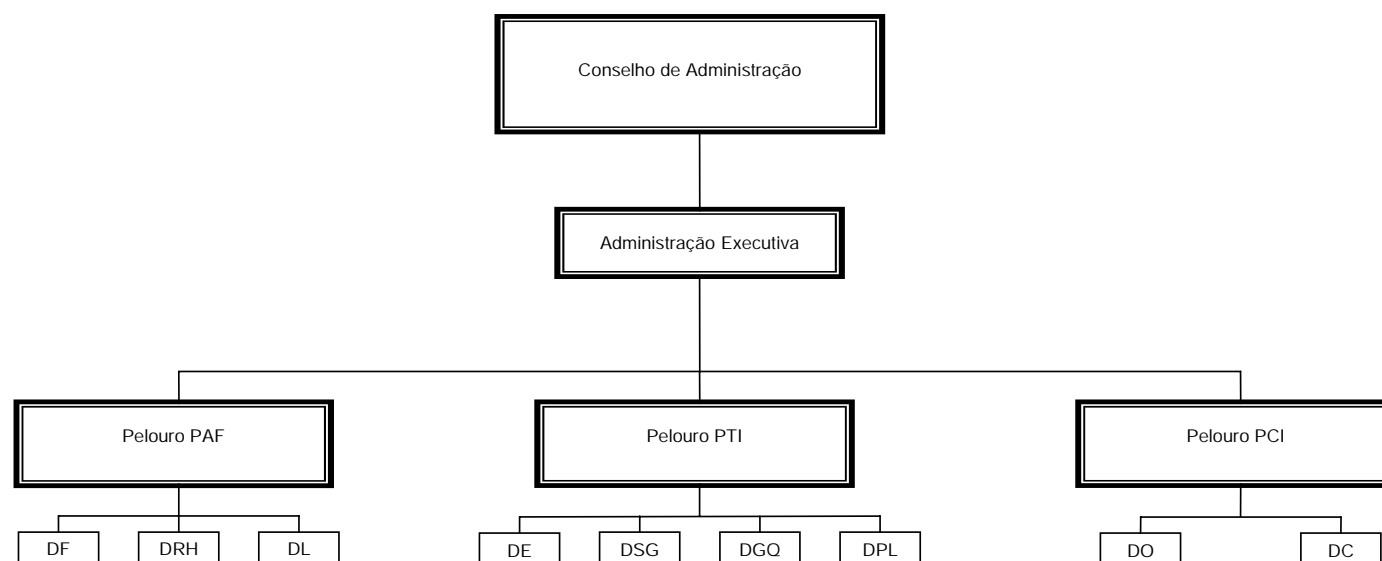 Conselho de Administração
Administração Executiva
Pelouro PAF
Pelouro PTI
Pelouro PCI
DF
DRH
DL
DE
DSG
DGQ
DPL
DO
DC